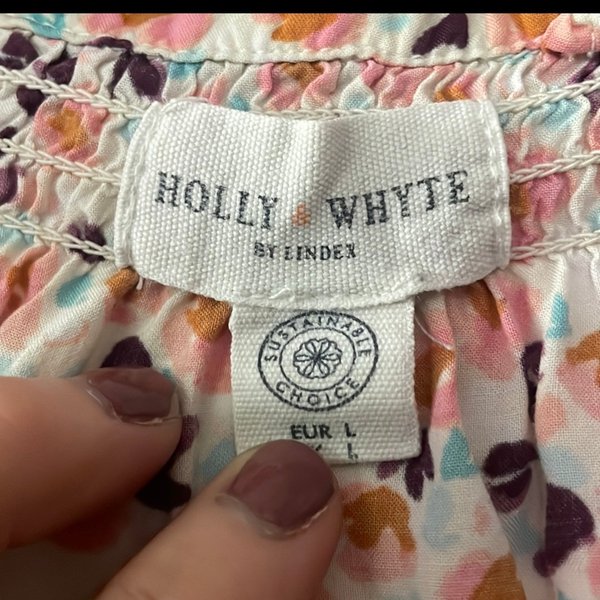 HOLLY & WHYTE
BY LINDEX
SUSTAINABLE
CHOICE
EUR L
L